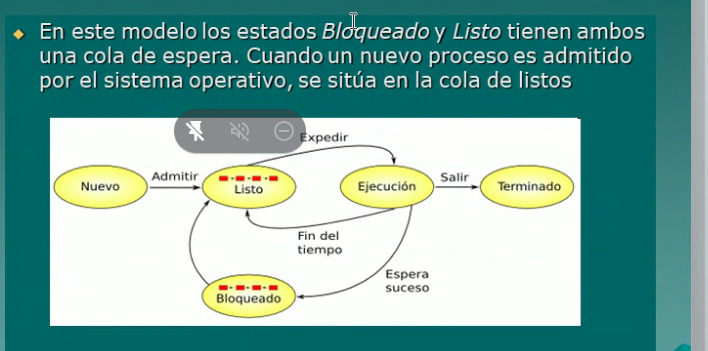 En este modelo los estados Bloqueado y Listo tienen ambos
una cola de espera. Cuando un nuevo proceso es admitido
por el sistema operativo, se sitúa en la cola de listos
Expedir
Nuevo
Admitir
Listo
Ejecución
Salir
Terminado
Fin del
tiempo
Espera
suceso
Bloqueado